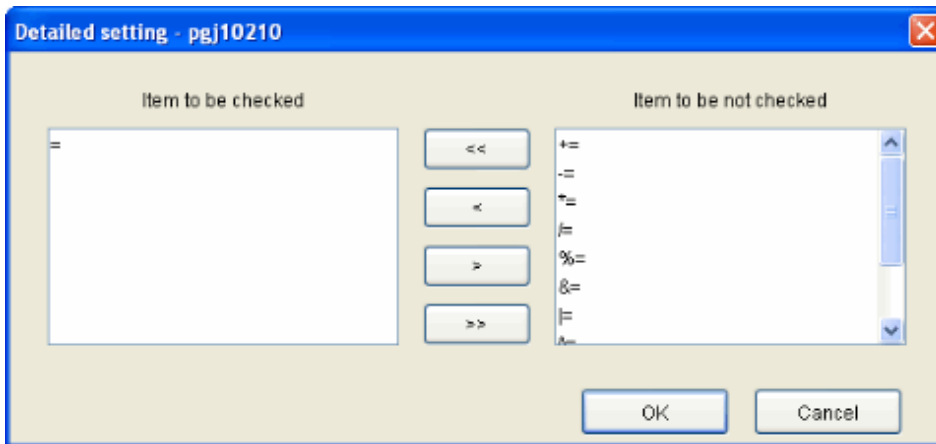 Detailed setting - pgj10210
Item to be checked
Item to be not checked
=
<<
<
>
>>
+=
-=
*=
/=
%=
&=
|=
^=
OK
Cancel